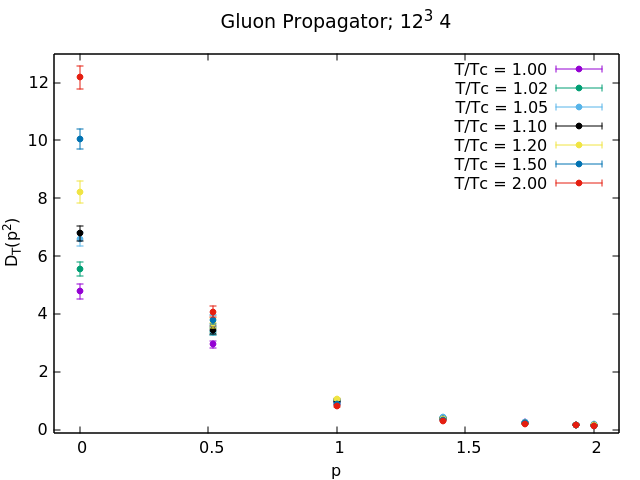 Gluon Propagator; 12³ 4
T/Tc = 1.00
T/Tc = 1.02
T/Tc = 1.05
T/Tc = 1.10
T/Tc = 1.20
T/Tc = 1.50
T/Tc = 2.00
D_T(p²)
12
10
8
6
4
2
0
0 0.5 1 1.5 2
p